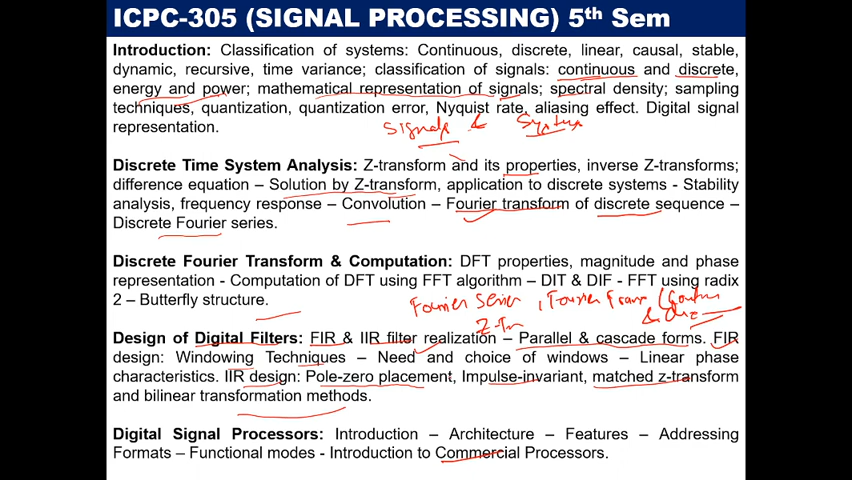 ICPC-305 (SIGNAL PROCESSING) 5th Sem
Introduction: Classification of systems: Continuous, discrete, linear, causal, stable,
dynamic, recursive, time variance; classification of signals: continuous and discrete,
energy and power; mathematical representation of signals; spectral density; sampling
techniques, quantization, quantization error, Nyquist rate, aliasing effect. Digital signal
representation.
Signals & Systems
Discrete Time System Analysis: Z-transform and its properties, inverse Z-transforms;
difference equation – Solution by Z-transform, application to discrete systems - Stability
analysis, frequency response – Convolution – Fourier transform of discrete sequence –
Discrete Fourier series.
Discrete Fourier Transform & Computation: DFT properties, magnitude and phase
representation - Computation of DFT using FFT algorithm – DIT & DIF - FFT using radix
2 – Butterfly structure.
Fourier Series, Fourier
&
Design of Digital Filters: FIR & IIR filter realization – Parallel & cascade forms. FIR
design: Windowing Techniques – Need and choice of windows – Linear phase
characteristics. IIR design: Pole-zero placement, Impulse-invariant, matched z-transform
and bilinear transformation methods.
Digital Signal Processors: Introduction – Architecture – Features – Addressing
Formats – Functional modes - Introduction to Commercial Processors.